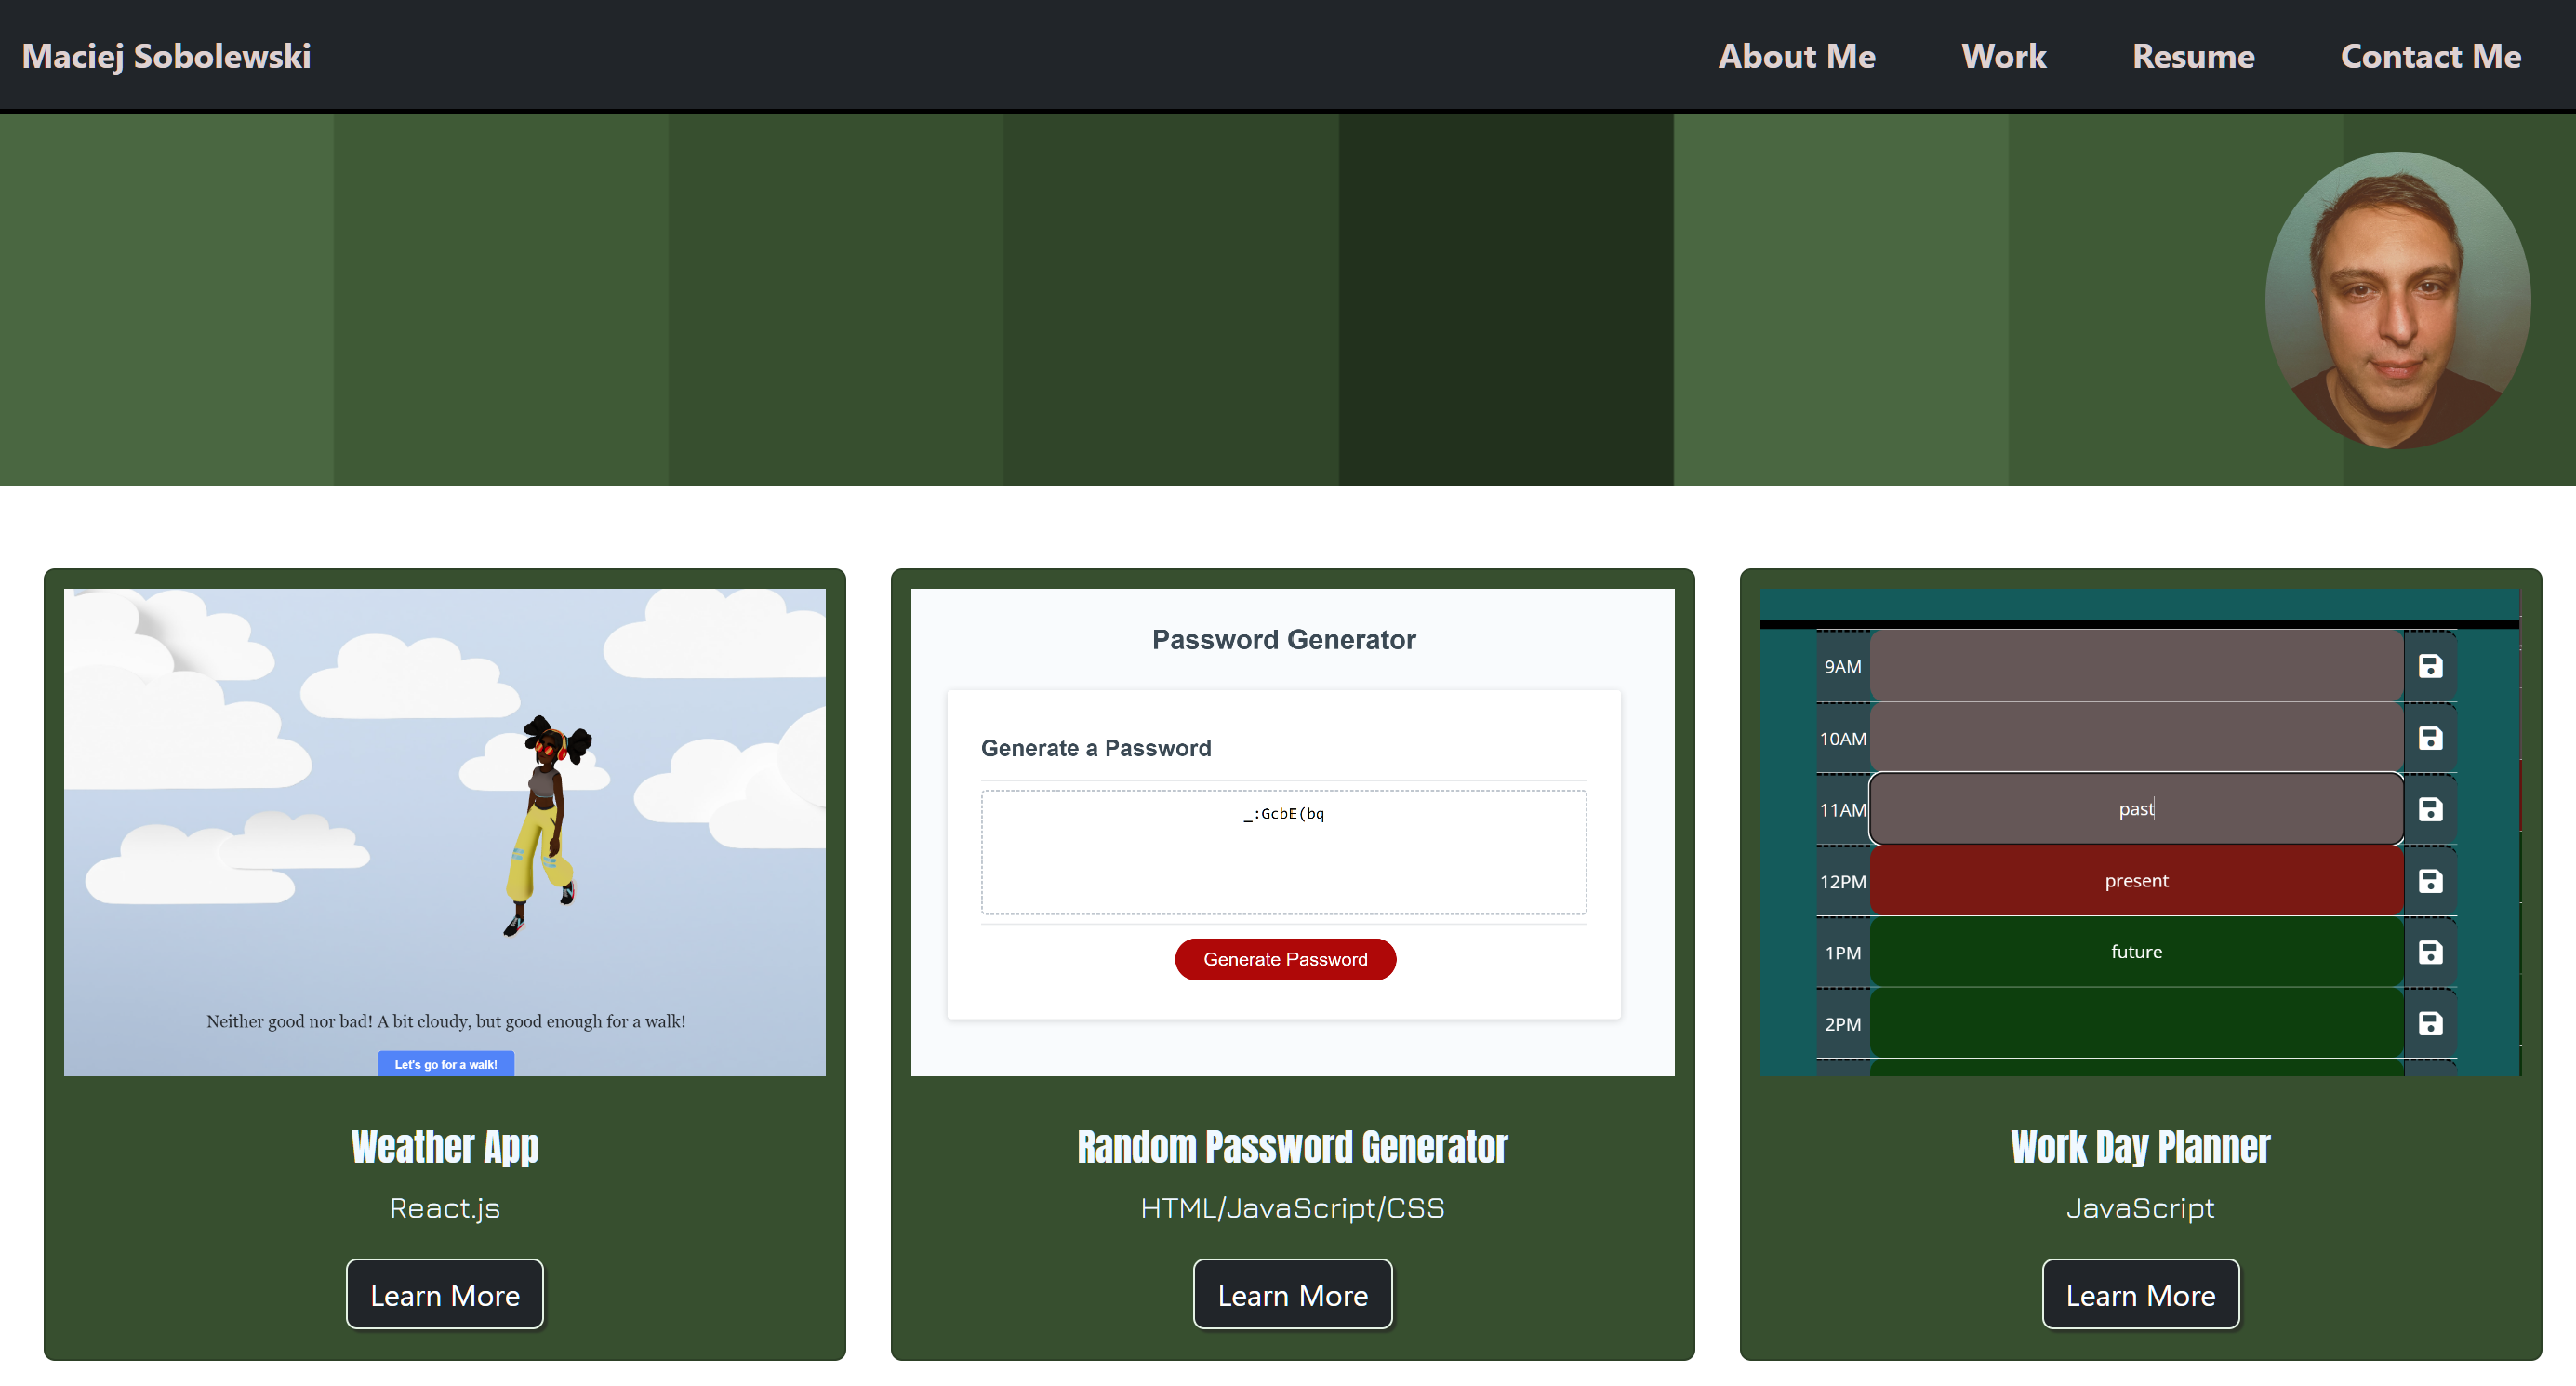 Maciej Sobolewski
About Me
Work
Resume
Contact Me
Neither good nor bad! A bit cloudy, but good enough for a walk!
Let's go for a walk!
Weather App
React.js
Learn More
Password Generator
Generate a Password
_:GcbE(bq
Generate Password
Random Password Generator
HTML/JavaScript/CSS
Learn More
9AM
10AM
11AM past
12PM present
1PM future
2PM
Work Day Planner
JavaScript
Learn More